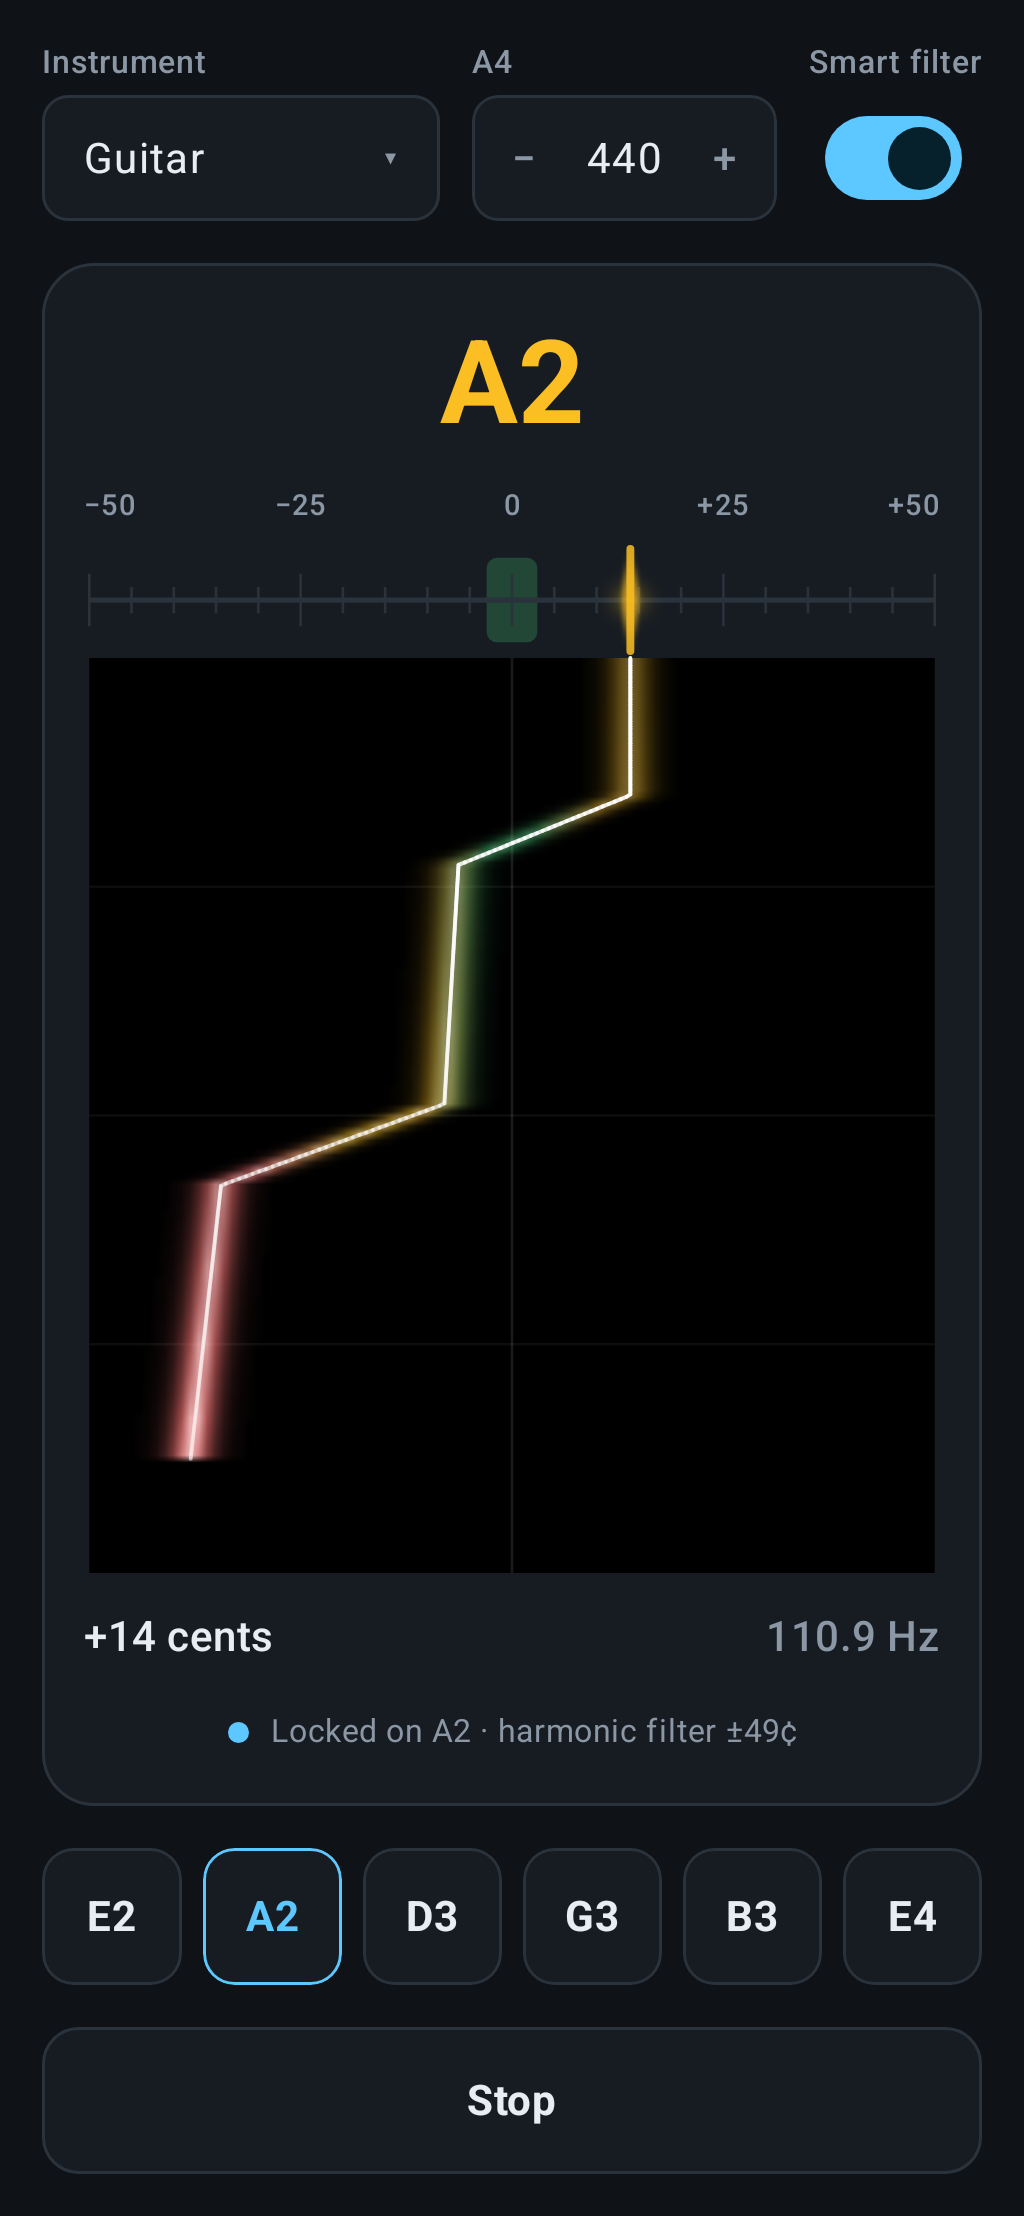 Instrument A4 Smart filter
Guitar ▾ − 440 +
A2
−50 −25 0 +25 +50
+14 cents 110.9 Hz
Locked on A2 · harmonic filter ±49¢
E2 A2 D3 G3 B3 E4
Stop